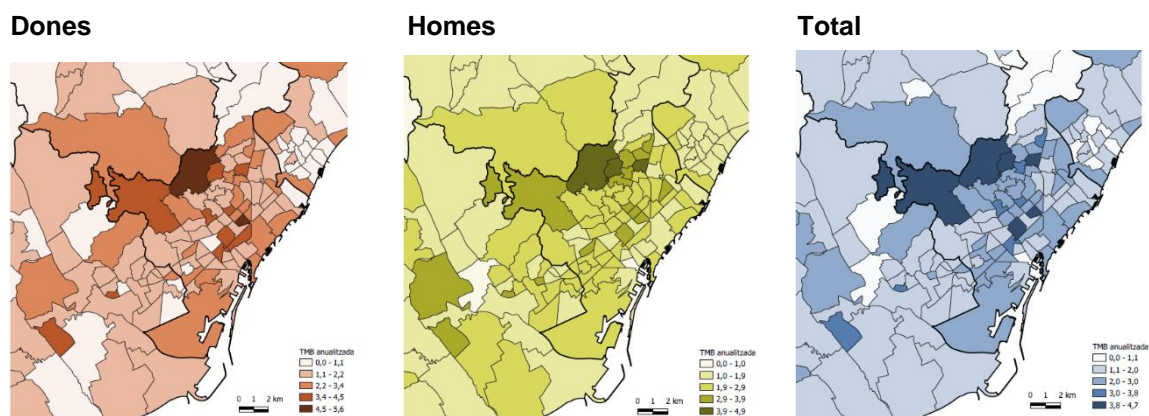 Dones
Homes
Total
TMB anualitzada
0,0 - 1,1
1,1 - 2,2
2,2 - 3,4
3,4 - 4,5
4,5 - 5,6
0 1 2 km
TMB anualitzada
0,0 - 1,0
1,0 - 1,9
1,9 - 2,9
2,9 - 3,9
3,9 - 4,9
0 1 2 km
TMB anualitzada
0,0 - 1,1
1,1 - 2,0
2,0 - 3,0
3,0 - 3,8
3,8 - 4,7
0 1 2 km